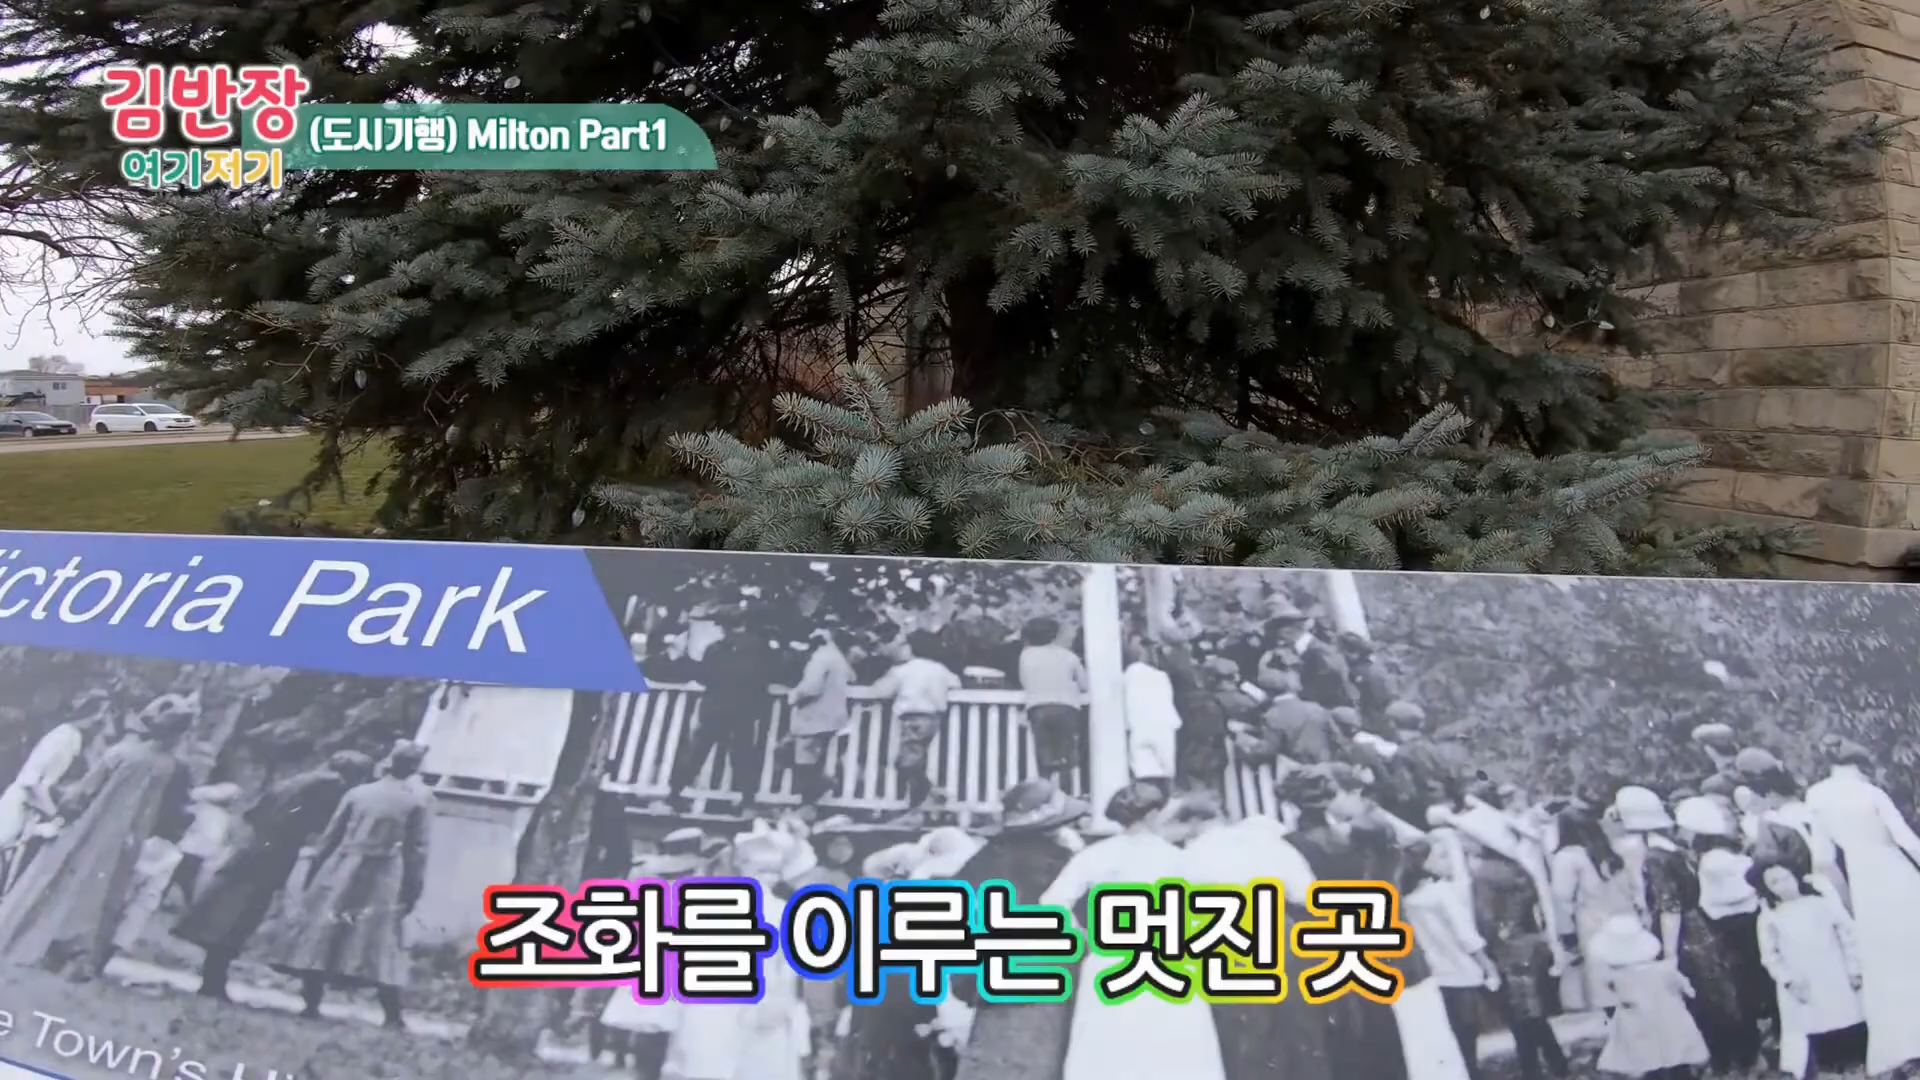 김반장
여기저기
(도시기행) Milton Part1
ictoria Park
조화를 이루는 멋진 곳
Town's